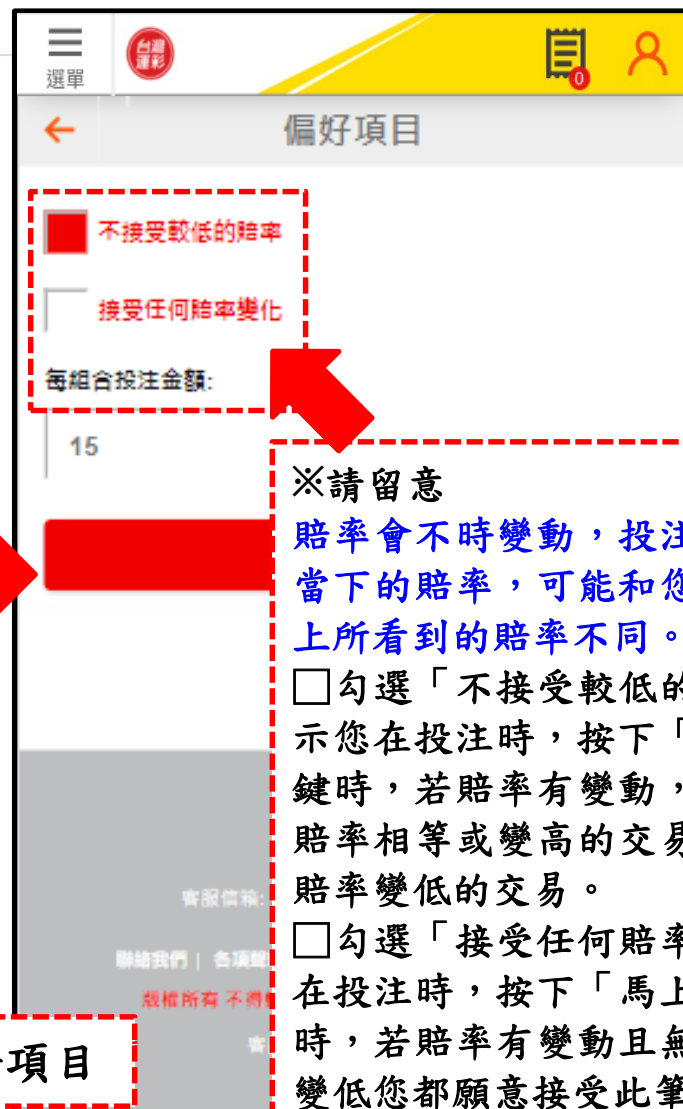 選單
台灣
運彩
0
偏好項目
不接受較低的賠率
接受任何賠率變化
每組合投注金額:
15
※請留意
賠率會不時變動，投注
當下的賠率，可能和您
上所看到的賠率不同。
□勾選「不接受較低的
示您在投注時，按下「
鍵時，若賠率有變動，
賠率相等或變高的交易
賠率變低的交易。
□勾選「接受任何賠率
在投注時，按下「馬上
時，若賠率有變動且無
變低您都願意接受此筆
客服信箱:
聯絡我們 | 各項聲
版權所有 不得
客
項目